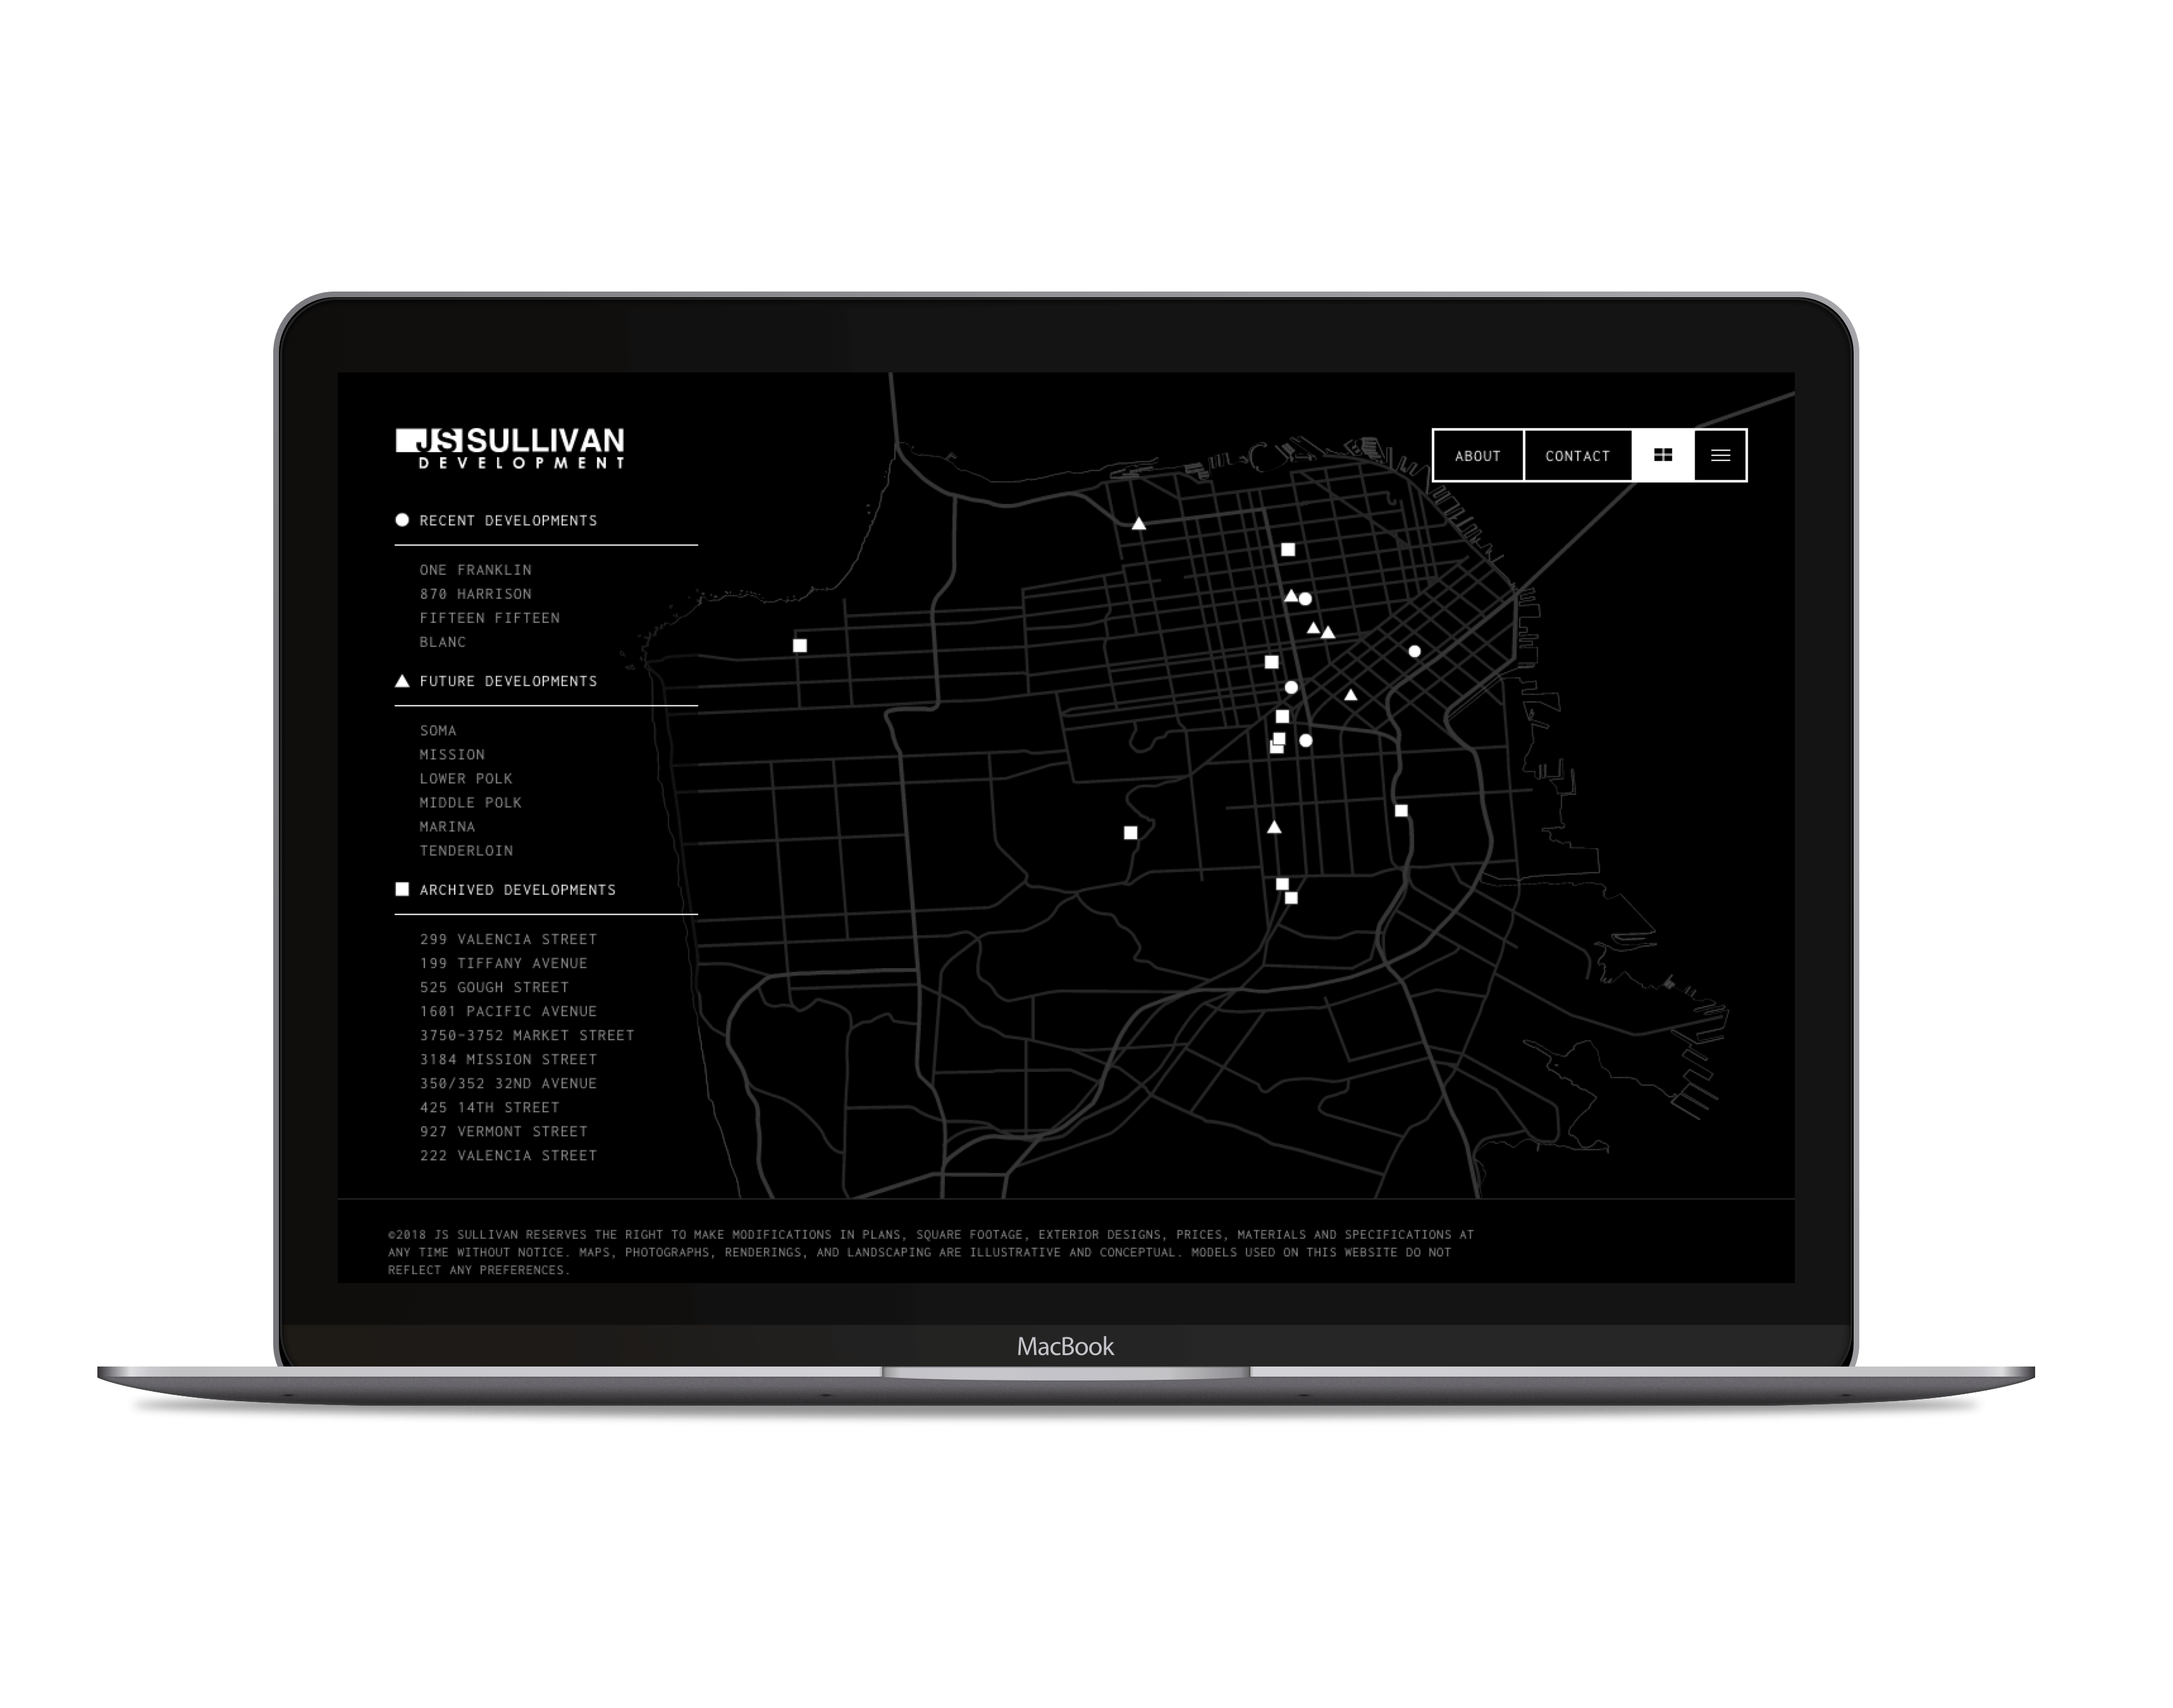 JS SULLIVAN
DEVELOPMENT
ABOUT
CONTACT
RECENT DEVELOPMENTS
ONE FRANKLIN
870 HARRISON
FIFTEEN FIFTEEN
BLANC
FUTURE DEVELOPMENTS
SOMA
MISSION
LOWER POLK
MIDDLE POLK
MARINA
TENDERLOIN
ARCHIVED DEVELOPMENTS
299 VALENCIA STREET
199 TIFFANY AVENUE
525 GOUGH STREET
1601 PACIFIC AVENUE
3750-3752 MARKET STREET
3184 MISSION STREET
350/352 32ND AVENUE
425 14TH STREET
927 VERMONT STREET
222 VALENCIA STREET
©2018 JS SULLIVAN RESERVES THE RIGHT TO MAKE MODIFICATIONS IN PLANS, SQUARE FOOTAGE, EXTERIOR DESIGNS, PRICES, MATERIALS AND SPECIFICATIONS AT
ANY TIME WITHOUT NOTICE. MAPS, PHOTOGRAPHS, RENDERINGS, AND LANDSCAPING ARE ILLUSTRATIVE AND CONCEPTUAL. MODELS USED ON THIS WEBSITE DO NOT
REFLECT ANY PREFERENCES.
MacBook